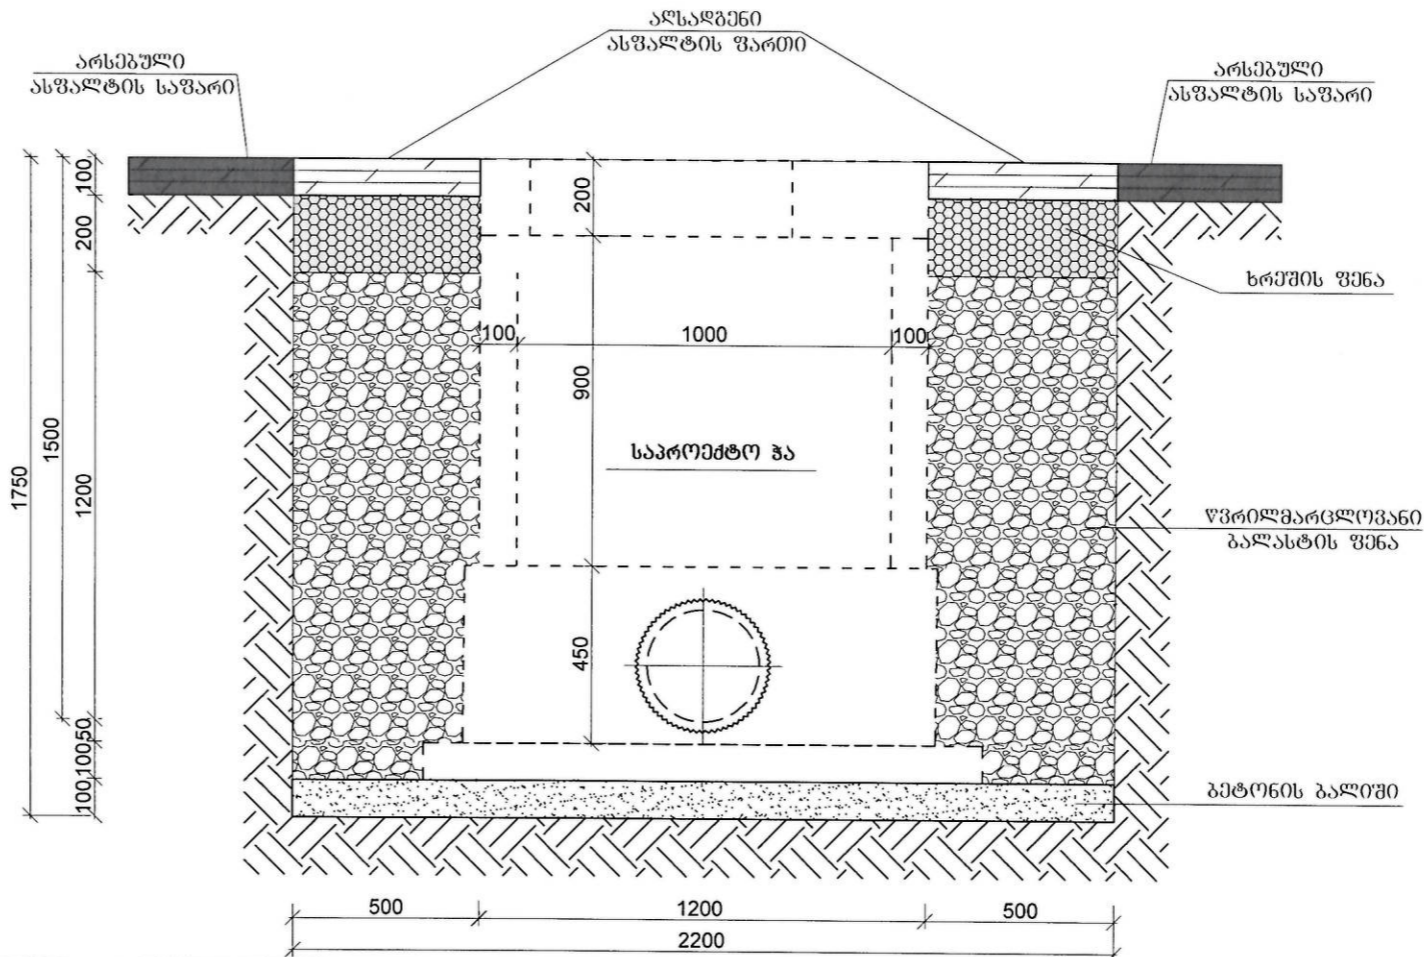 აღსადგენი
ასფალტის ფართი
არსებული
ასფალტის საფარი
არსებული
ასფალტის საფარი
100
200
200
ხრეშის ფენა
100
1000
100
900
1500
1750
1200
საპროექტო ჭა
წვრილმარცლოვანი
ბალასტის ფენა
450
50
100
100
ბეტონის ბალიში
500
1200
500
2200